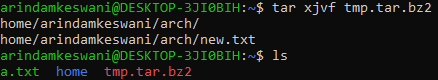 arindamkeswani@DESKTOP-3JI0BIH:~$ tar xjvf tmp.tar.bz2
home/arindamkeswani/arch/
home/arindamkeswani/arch/new.txt
arindamkeswani@DESKTOP-3JI0BIH:~$ ls
a.txt home tmp.tar.bz2